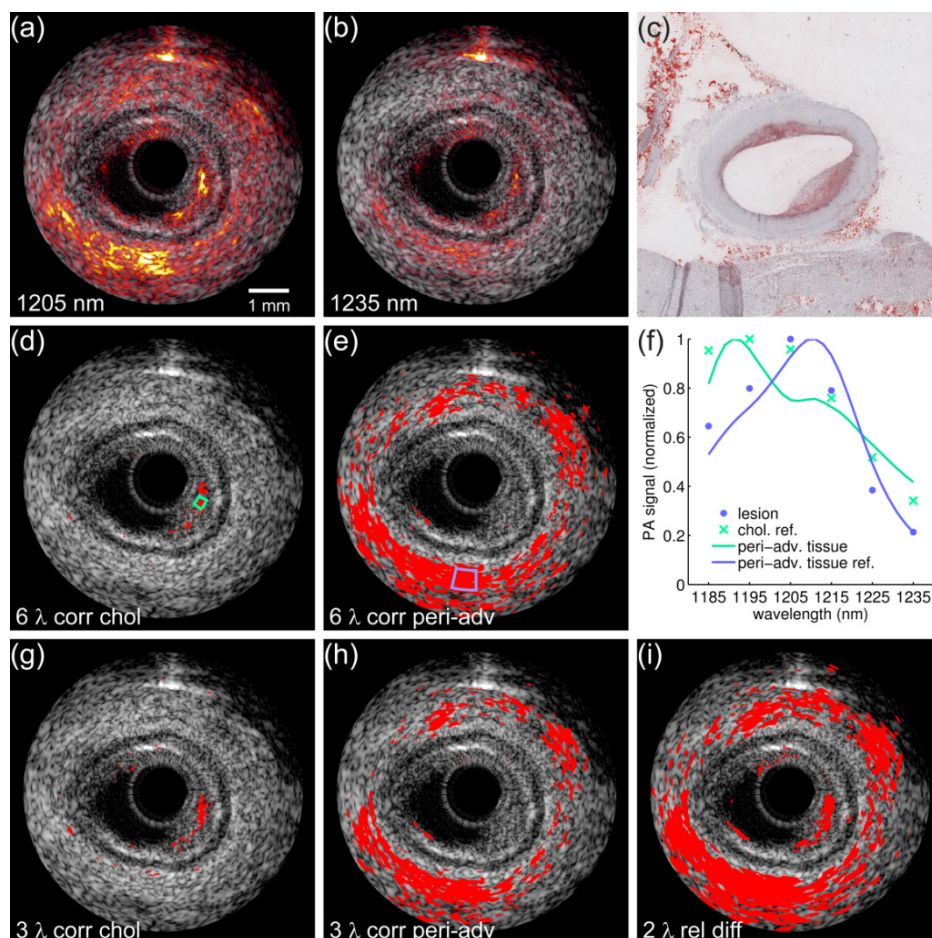 (a)
1205 nm
1 mm
(b)
1235 nm
(c)
(d)
6 λ corr chol
(e)
6 λ corr peri-adv
(f)
PA signal (normalized)
1
0.8
0.6
0.4
0.2
0
lesion
chol. ref.
peri-adv. tissue
peri-adv. tissue ref.
1185 1195 1205 1215 1225 1235
wavelength (nm)
(g)
3 λ corr chol
(h)
3 λ corr peri-adv
(i)
2 λ rel diff